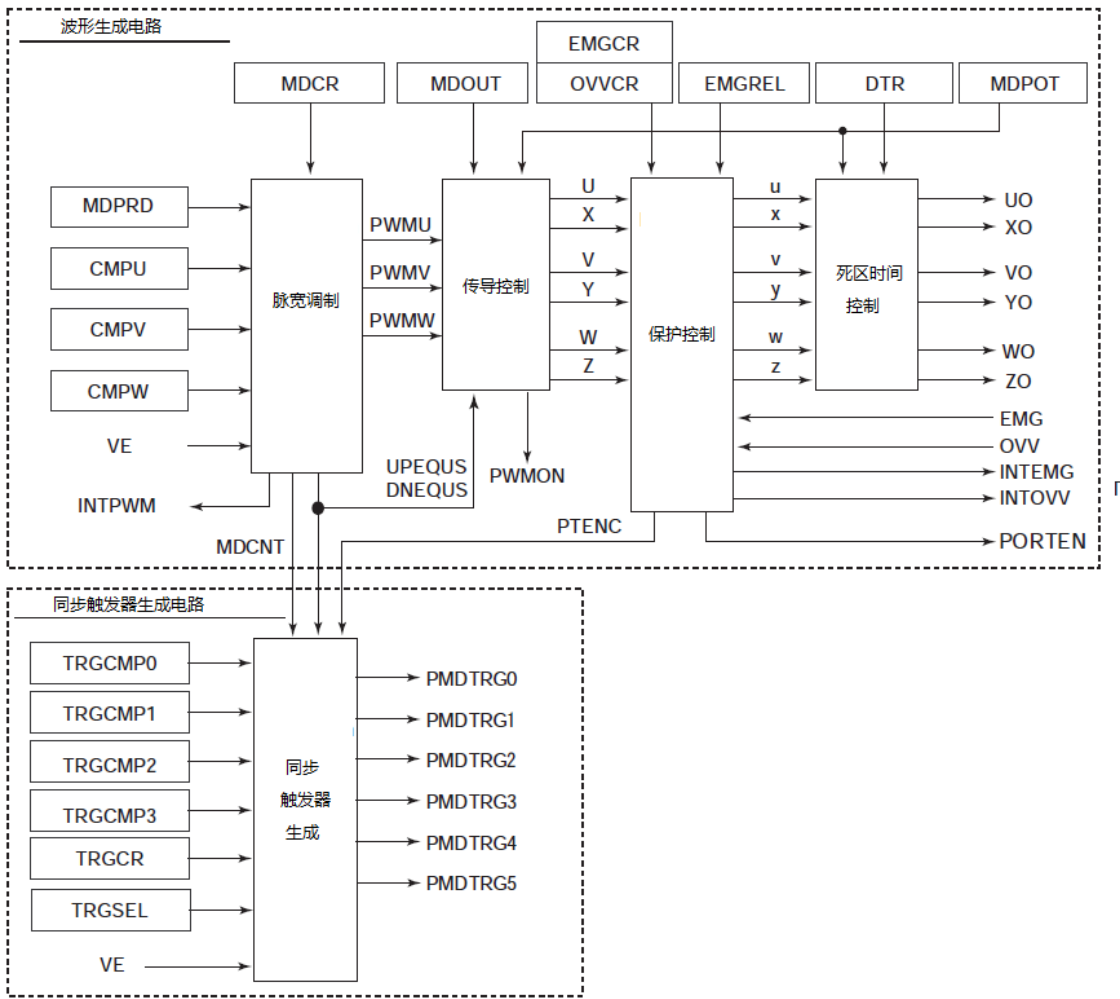 波形生成电路
EMGCR
MDCR
MDOUT
OVVCR
EMGREL
DTR
MDPOT
MDPRD
CMPU
CMPV
CMPW
VE
INTPWM
脉宽调制
PWMU
PWMV
PWMW
传导控制
U
X
V
Y
W
Z
保护控制
u
x
v
y
w
z
死区时间
控制
UO
XO
VO
YO
WO
ZO
EMG
OVV
INTEMG
INTOVV
PORTEN
UPEQUS
DNEQUS
PWMON
MDCNT
PTENC
同步触发器生成电路
TRGCMP0
TRGCMP1
TRGCMP2
TRGCMP3
TRGCR
TRGSEL
VE
同步
触发器
生成
PMDTRG0
PMDTRG1
PMDTRG2
PMDTRG3
PMDTRG4
PMDTRG5